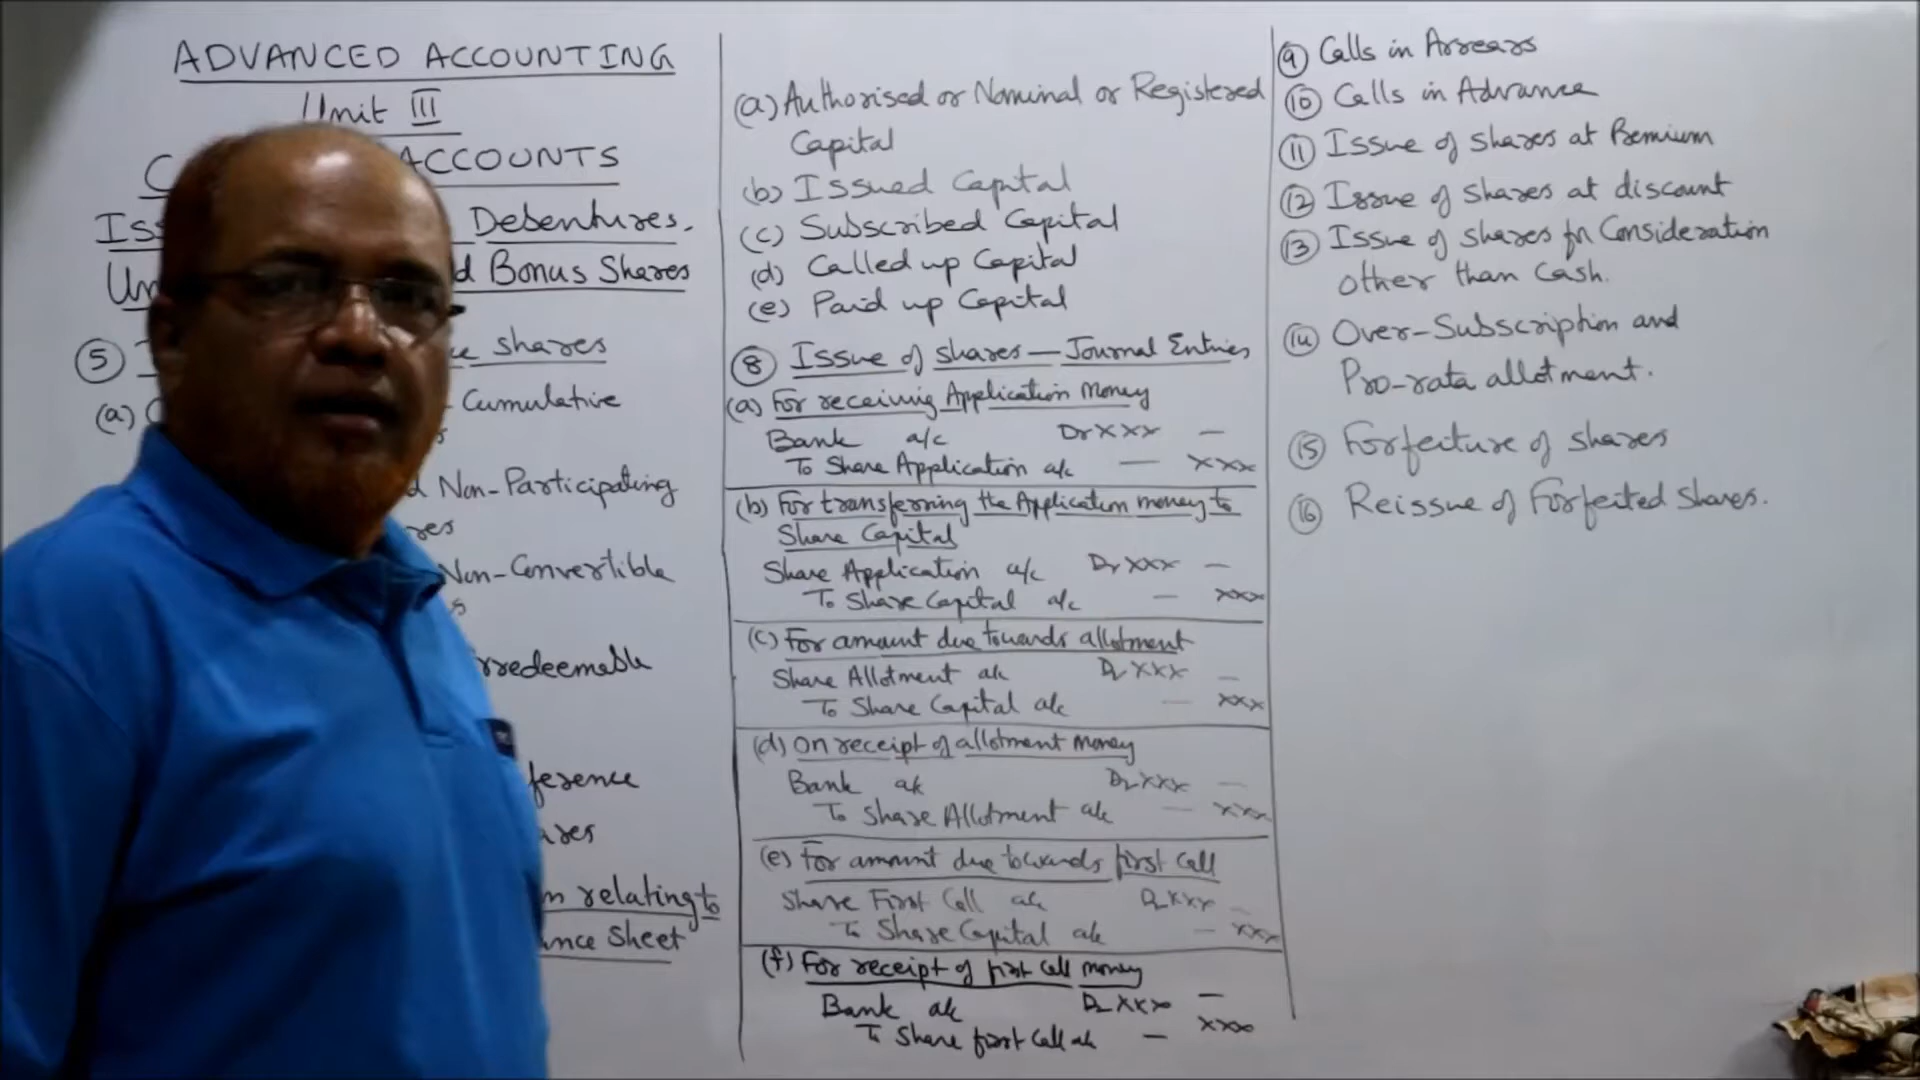 ADVANCED ACCOUNTING
Unit III
C ACCOUNTS
Iss Debentures.
Un d Bonus Shares
(5) shares
(a) Cumulative
d Non-Participating
res
Non-Convertible
s
rredeemable
ference
ares
n relating to
ance Sheet
(a) Authorised or Nominal or Registered
Capital
(b) Issued Capital
(c) Subscribed Capital
(d) Called up Capital
(e) Paid up Capital
(8) Issue of shares — Journal Entries
(a) For receiving Application Money
Bank a/c Dr xxx —
To Share Application a/c — xxx
(b) For transferring the Application money to
Share Capital
Share Application a/c Dr xxx —
To Share Capital a/c — xxx
(c) For amount due towards allotment
Share Allotment a/c Dr xxx —
To Share Capital a/c — xxx
(d) On receipt of allotment Money
Bank a/c Dr xxx —
To Share Allotment a/c — xxx
(e) For amount due towards first call
Share First Call a/c Dr xxx —
To Share Capital a/c — xxx
(f) For receipt of first call money
Bank a/c Dr xxx —
To Share first call a/c — xxx
(9) Calls in Arrears
(10) Calls in Advance
(11) Issue of shares at Premium
(12) Issue of shares at discount
(13) Issue of shares for Consideration
other than Cash.
(14) Over-Subscription and
Pro-rata allotment.
(15) Forfeiture of shares
(16) Reissue of Forfeited Shares.